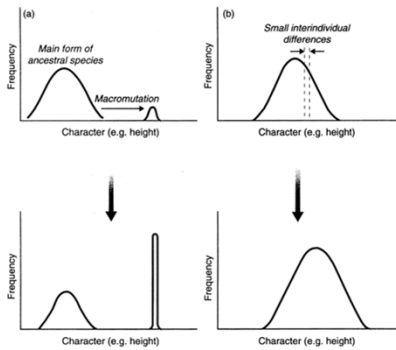 (a)
Main form of
ancestral species
Macromutation
Frequency
Character (e.g. height)
(b)
Small interindividual
differences
Frequency
Character (e.g. height)
Frequency
Character (e.g. height)
Frequency
Character (e.g. height)